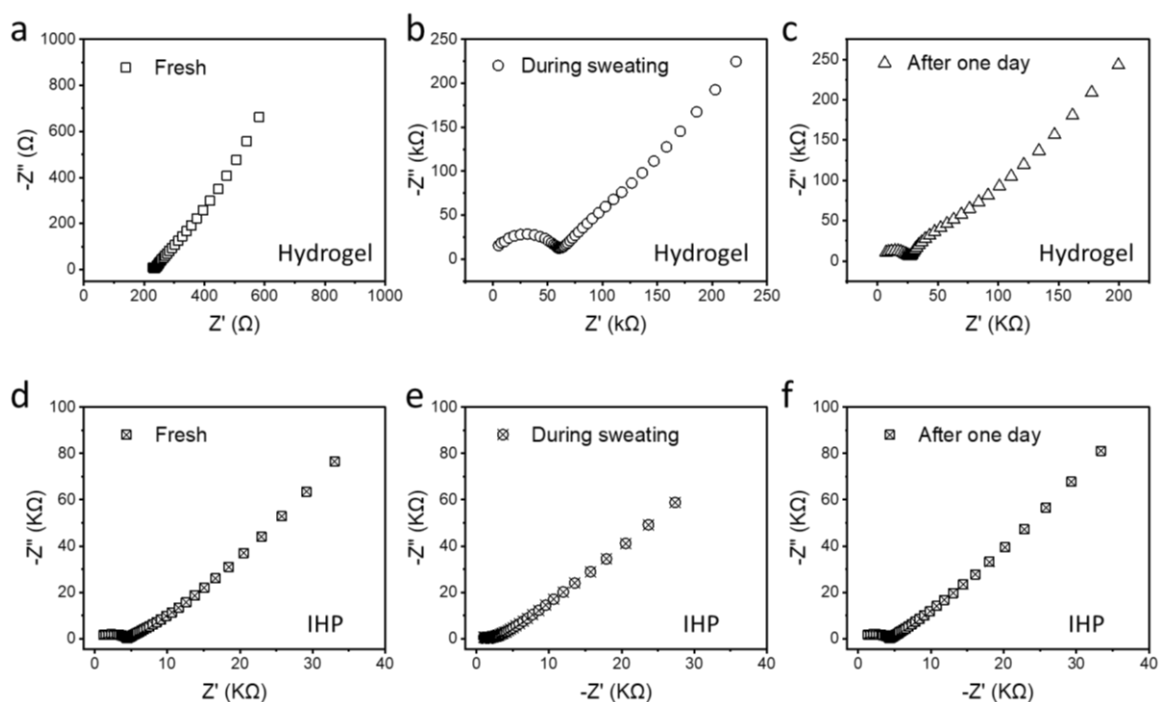 a
1000
800
600
400
200
0
-Z'' (Ω)
Fresh
Hydrogel
0 200 400 600 800 1000
Z' (Ω)
b
250
200
150
100
50
0
-Z'' (kΩ)
During sweating
Hydrogel
0 50 100 150 200 250
Z' (kΩ)
c
250
200
150
100
50
0
-Z'' (kΩ)
After one day
Hydrogel
0 50 100 150 200
Z' (KΩ)
d
100
80
60
40
20
0
-Z'' (KΩ)
Fresh
IHP
0 10 20 30 40
Z' (KΩ)
e
100
80
60
40
20
0
-Z'' (KΩ)
During sweating
IHP
0 10 20 30 40
-Z' (KΩ)
f
100
80
60
40
20
0
-Z'' (KΩ)
After one day
IHP
0 10 20 30 40
-Z' (KΩ)